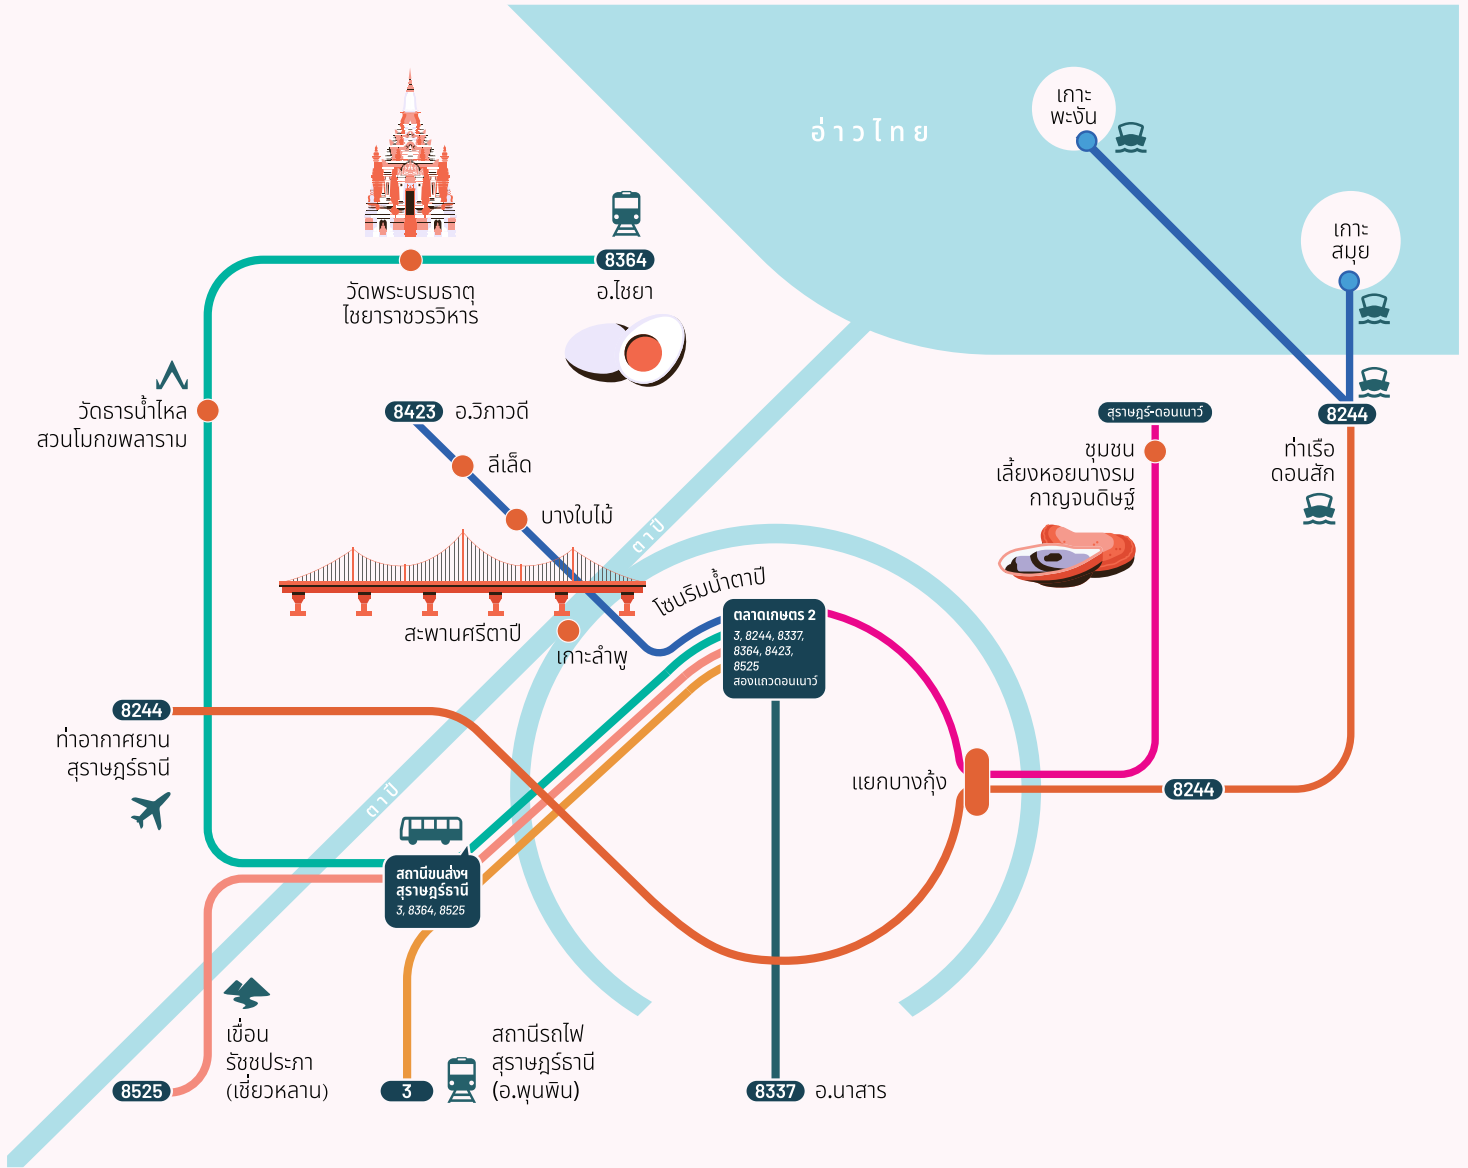 อ่าวไทย
เกาะ
พะงัน
เกาะ
สมุย
8364
วัดพระบรมธาตุ
ไชยาราชวรวิหาร
อ.ไชยา
วัดธารน้ำไหล
สวนโมกขพลาราม
8423
อ.วิภาวดี
ลีเล็ด
บางใบไม้
ตาปี
สุราษฎร์-ดอนเนาว์
ชุมชน
เลี้ยงหอยนางรม
กาญจนดิษฐ์
8244
ท่าเรือ
ดอนสัก
สะพานศรีตาปี
เกาะลำพู
โซนริมน้ำตาปี
ตลาดเกษตร 2
3, 8244, 8337,
8364, 8423,
8525
สองแถวดอนเนาว์
8244
ท่าอากาศยาน
สุราษฎร์ธานี
ตาปี
แยกบางกุ้ง
8244
สถานีขนส่งฯ
สุราษฎร์ธานี
3, 8364, 8525
เขื่อน
รัชชประภา
(เชี่ยวหลาน)
8525
3
สถานีรถไฟ
สุราษฎร์ธานี
(อ.พุนพิน)
8337
อ.นาสาร